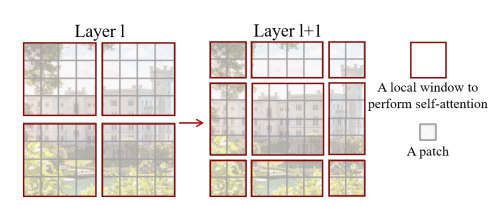 Layer l
Layer l+1
A local window to
perform self-attention
A patch